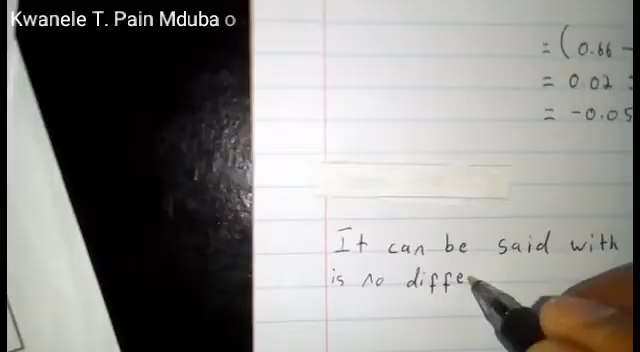 Kwanele T. Pain Mduba o
= (0.66 -
= 0.02
= -0.05
It can be said with
is no diffe